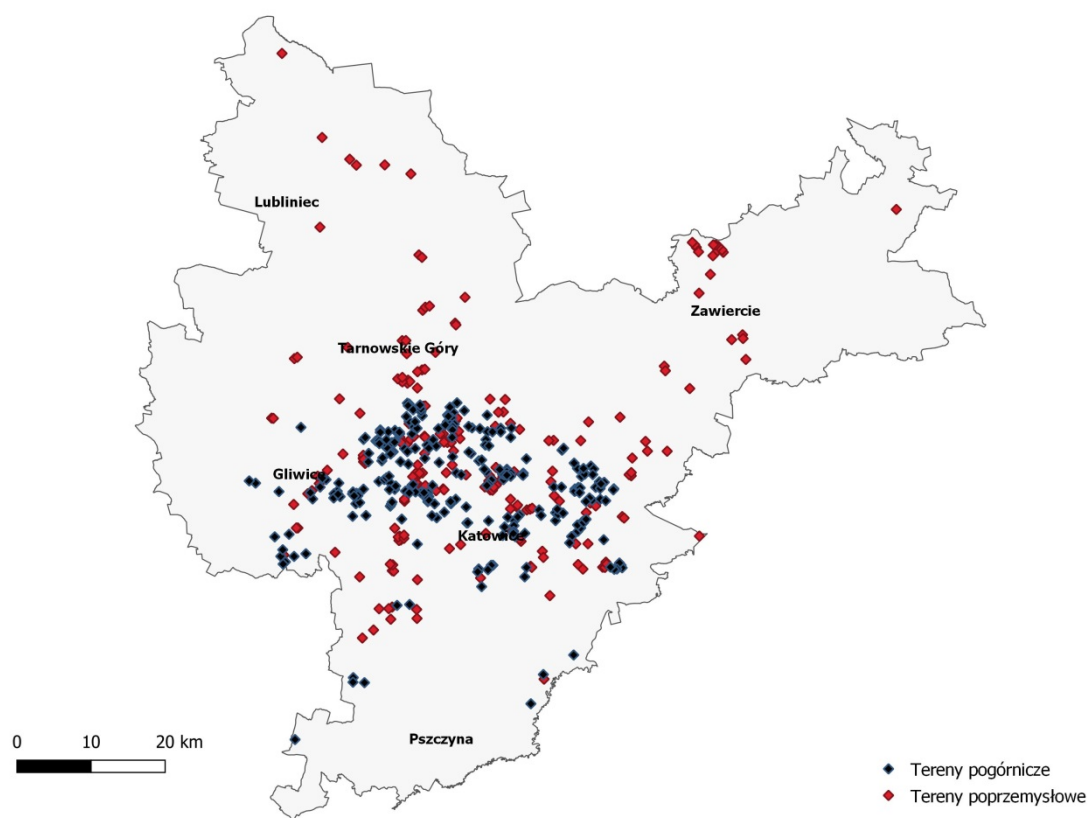 Lubliniec
Zawiercie
Tarnowskie Góry
Gliwice
Katowice
Pszczyna
0 10 20 km
Tereny pogórnicze
Tereny poprzemysłowe